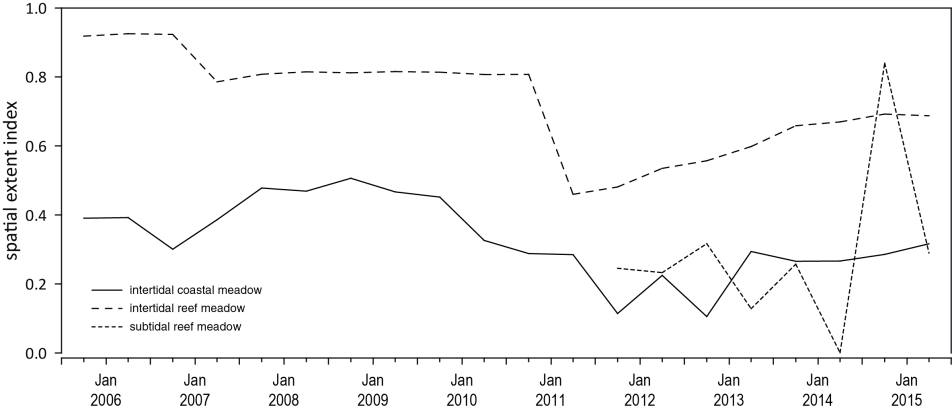 spatial extent index
1.0
0.8
0.6
0.4
0.2
0.0
intertidal coastal meadow
intertidal reef meadow
subtidal reef meadow
Jan Jan Jan Jan Jan Jan Jan Jan Jan Jan
2006 2007 2008 2009 2010 2011 2012 2013 2014 2015